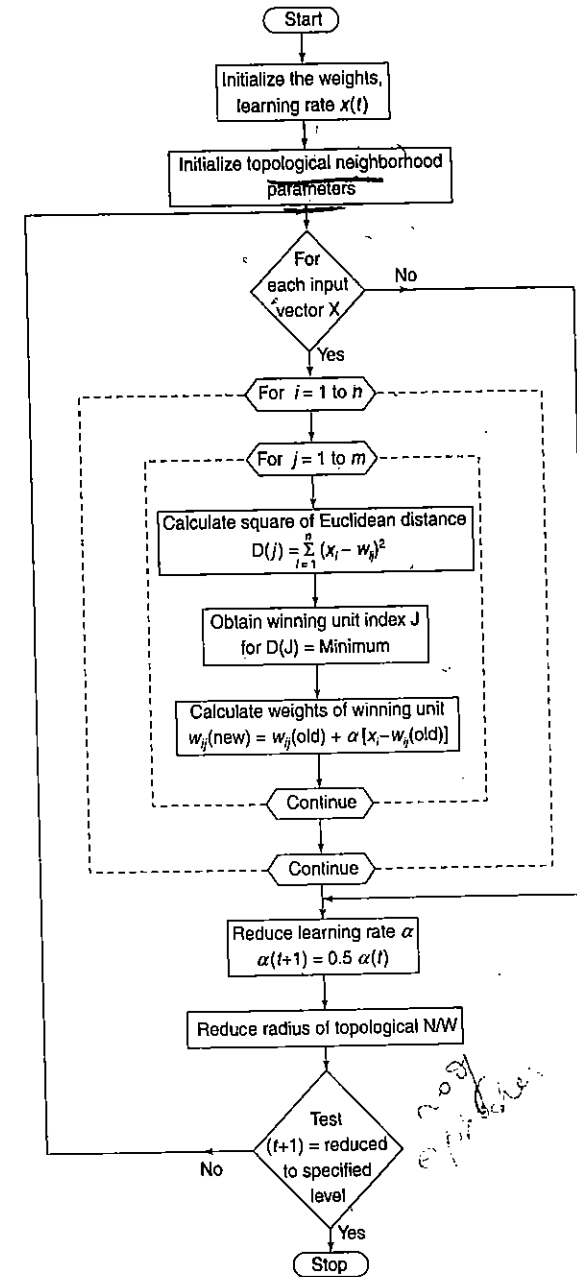 Start
Initialize the weights,
learning rate x(t)
Initialize topological neighborhood
parameters
For
each input
vector X
No
Yes
For i = 1 to n
For j = 1 to m
Calculate square of Euclidean distance
D(j) = n∑i = 1 (xi – wij)²
Obtain winning unit index J
for D(J) = Minimum
Calculate weights of winning unit
wij(new) = wij(old) + α [xi–wij(old)]
Continue
Continue
Reduce learning rate α
α(t+1) = 0.5 α(t)
Reduce radius of topological N/W
Test
(t+1) = reduced
to specified
level
No
Yes
Stop